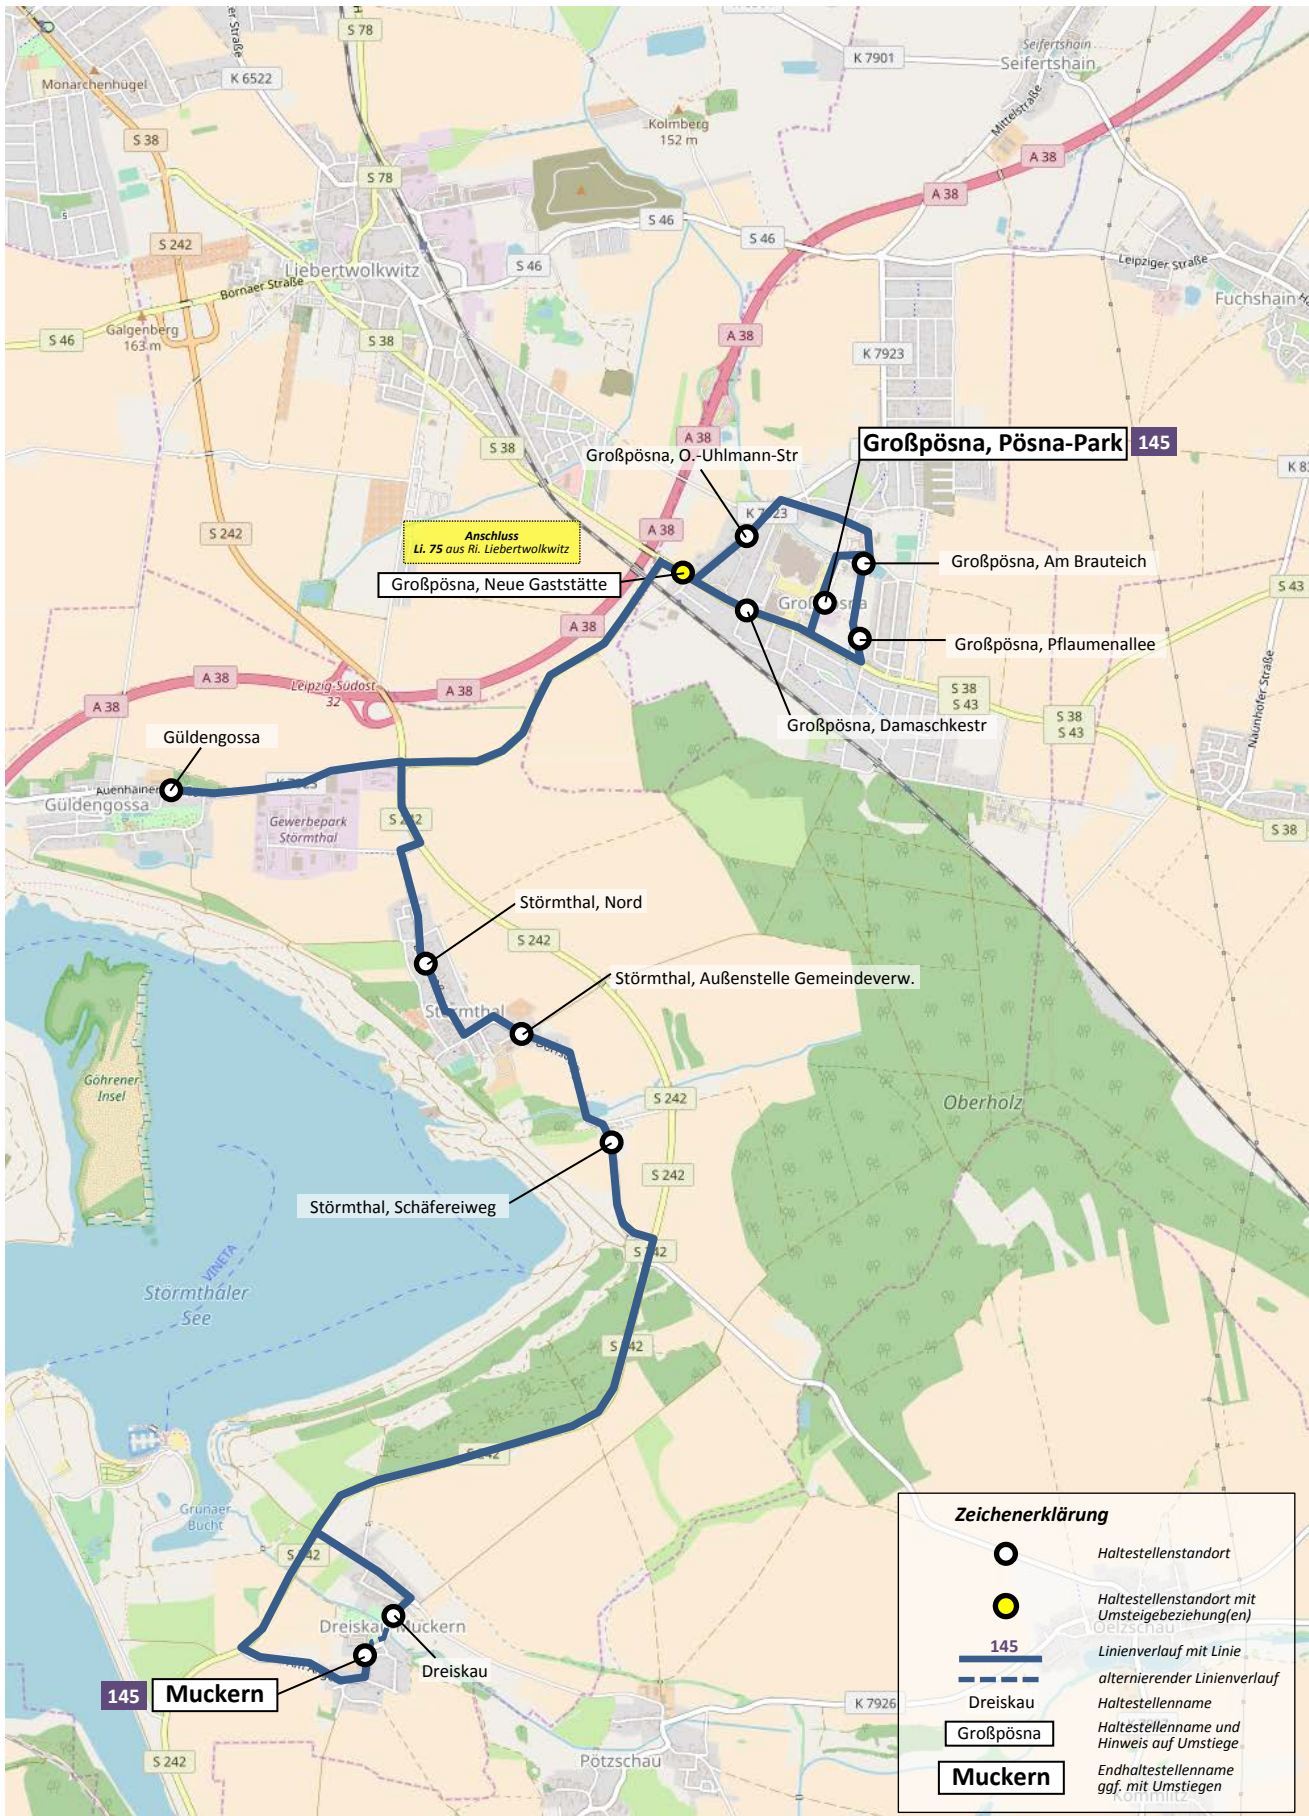 S 78
K 6522
K 7901
Seifertshain
Seifertshain
Monarchenhügel
Kolmberg
152 m
Mittelstraße
S 38
A 38
S 78
A 38
S 46
S 242
S 46
S 46
Leipziger Straße
Liebertwolkwitz
Bornaer Straße
Fuchshain
Galgenberg
163 m
S 46
S 38
A 38
K 7923
Großpösna, Pösna-Park 145
A 38
S 38
Großpösna, O.-Uhlmann-Str
S 242
A 38
Anschluss
Li. 75 aus Ri. Liebertwolkwitz
Großpösna, Am Brauteich
Großpösna, Neue Gaststätte
S 43
A 38
Großpösna, Pflaumenallee
A 38
Leipzig-Südost
32
A 38
S 38
S 43
Naunhofer Straße
A 38
S 38
S 43
Großpösna, Damaschkestr
Güldengossa
Güldengossa
Gewerbepark
Störmthal
S 38
Störmthal, Nord
S 242
Störmthal, Außenstelle Gemeindeverw.
Störmthal
Göhrener
Insel
Oberholz
S 242
S 242
Störmthal, Schäfereiweg
VINETA
Störmthaler
See
Grunaer
Bucht
Dreiskau
145 Muckern
S 242
Pötzschau
K 7926
Zeichenerklärung
Haltestellenstandort
Haltestellenstandort mit
Umsteigebeziehung(en)
145
Linienverlauf mit Linie
alternierender Linienverlauf
Dreiskau Haltestellenname
Großpösna Haltestellenname und
Hinweis auf Umstiege
Muckern Endhaltestellenname
ggf. mit Umstiegen